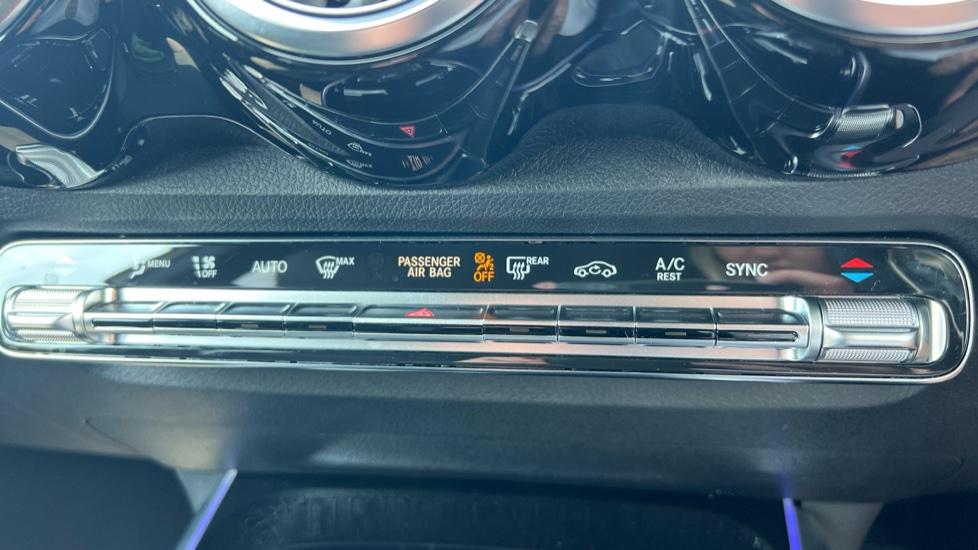 MENU
OFF
AUTO
MAX
PASSENGER
AIR BAG
OFF
REAR
A/C
REST
SYNC